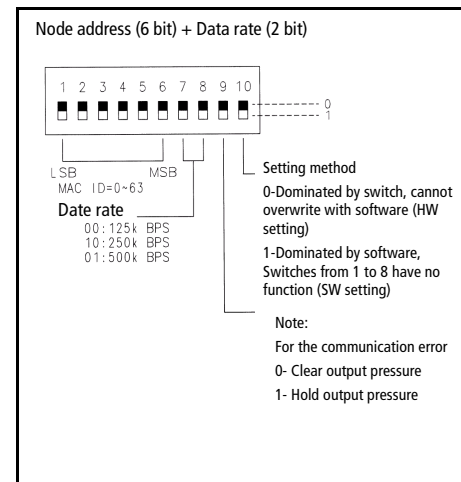 Node address (6 bit) + Data rate (2 bit)
1 2 3 4 5 6 7 8 9 10
0
1
LSB MSB
MAC ID=0~63
Date rate
00:125k BPS
10:250k BPS
01:500k BPS
Setting method
0-Dominated by switch, cannot
overwrite with software (HW
setting)
1-Dominated by software,
Switches from 1 to 8 have no
function (SW setting)
Note:
For the communication error
0- Clear output pressure
1- Hold output pressure